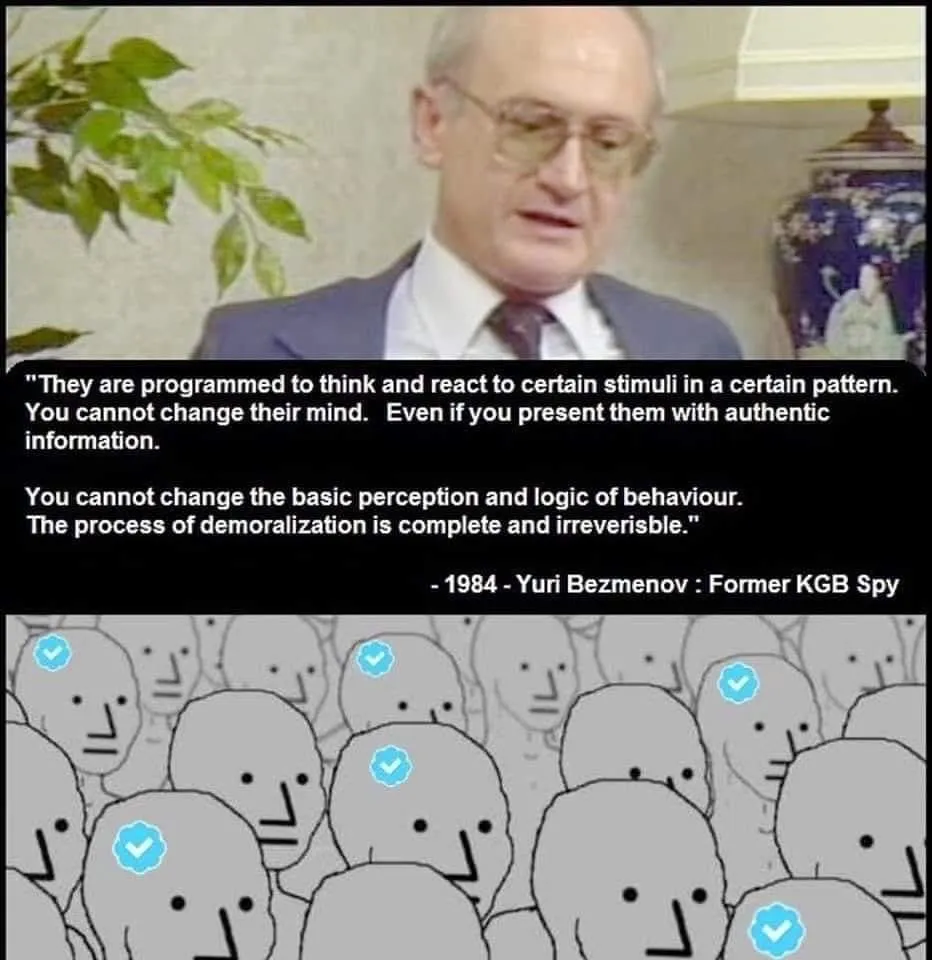 "They are programmed to think and react to certain stimuli in a certain pattern.
You cannot change their mind. Even if you present them with authentic
information.
You cannot change the basic perception and logic of behaviour.
The process of demoralization is complete and irreverisble."
- 1984 - Yuri Bezmenov : Former KGB Spy